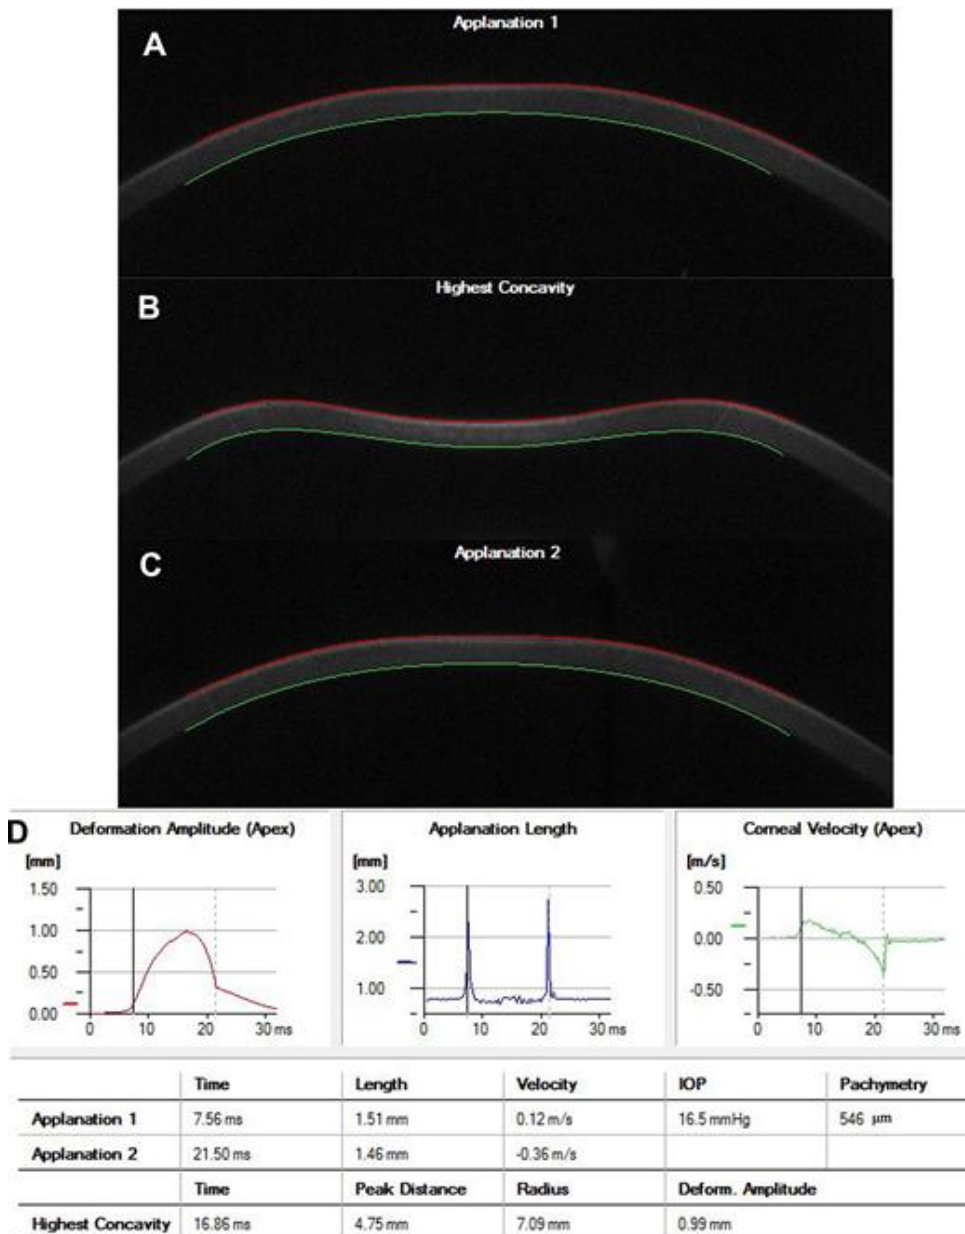 A
Applanation 1
B
Highest Concavity
C
Applanation 2
D
Deformation Amplitude (Apex)
[mm]
1.50
1.00
0.50
0.00
0 10 20 30 ms
Applanation Length
[mm]
3.00
2.00
1.00
0 10 20 30 ms
Corneal Velocity (Apex)
[m/s]
0.50
0.00
-0.50
0 10 20 30 ms
Time Length Velocity IOP Pachymetry
Applanation 1 7.56 ms 1.51 mm 0.12 m/s 16.5 mmHg 546 μm
Applanation 2 21.50 ms 1.46 mm -0.36 m/s
Time Peak Distance Radius Deform. Amplitude
Highest Concavity 16.86 ms 4.75 mm 7.09 mm 0.99 mm